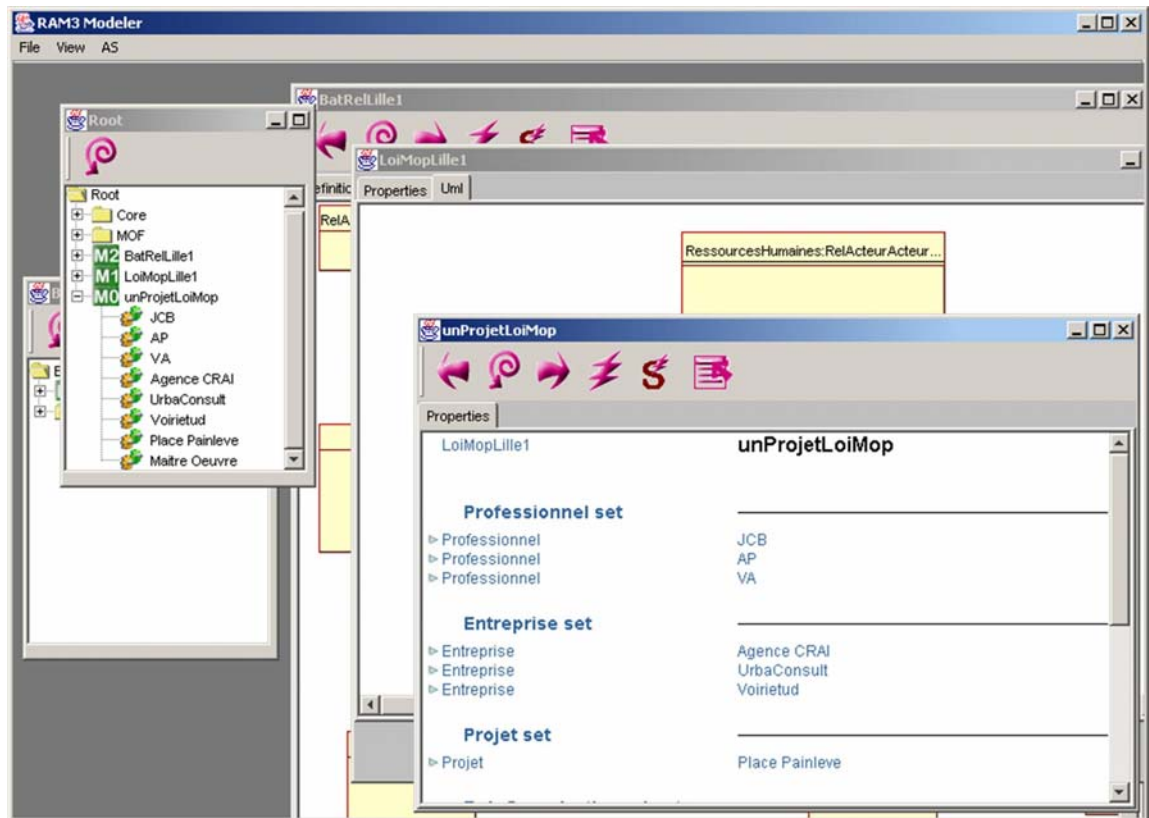 RAM3 Modeler
File View AS
BatRelLille1
Root
Root
Core
MOF
M2 BatRelLille1
M1 LoiMopLille1
M0 unProjetLoiMop
JCB
AP
VA
Agence CRAI
UrbaConsult
Voirietud
Place Painleve
Maitre Oeuvre
LoiMopLille1
Properties Uml
RessourcesHumaines:RelActeurActeur...
RelA
unProjetLoiMop
S
Properties
LoiMopLille1 unProjetLoiMop
Professionnel set
Professionnel JCB
Professionnel AP
Professionnel VA
Entreprise set
Entreprise Agence CRAI
Entreprise UrbaConsult
Entreprise Voirietud
Projet set
Projet Place Painleve